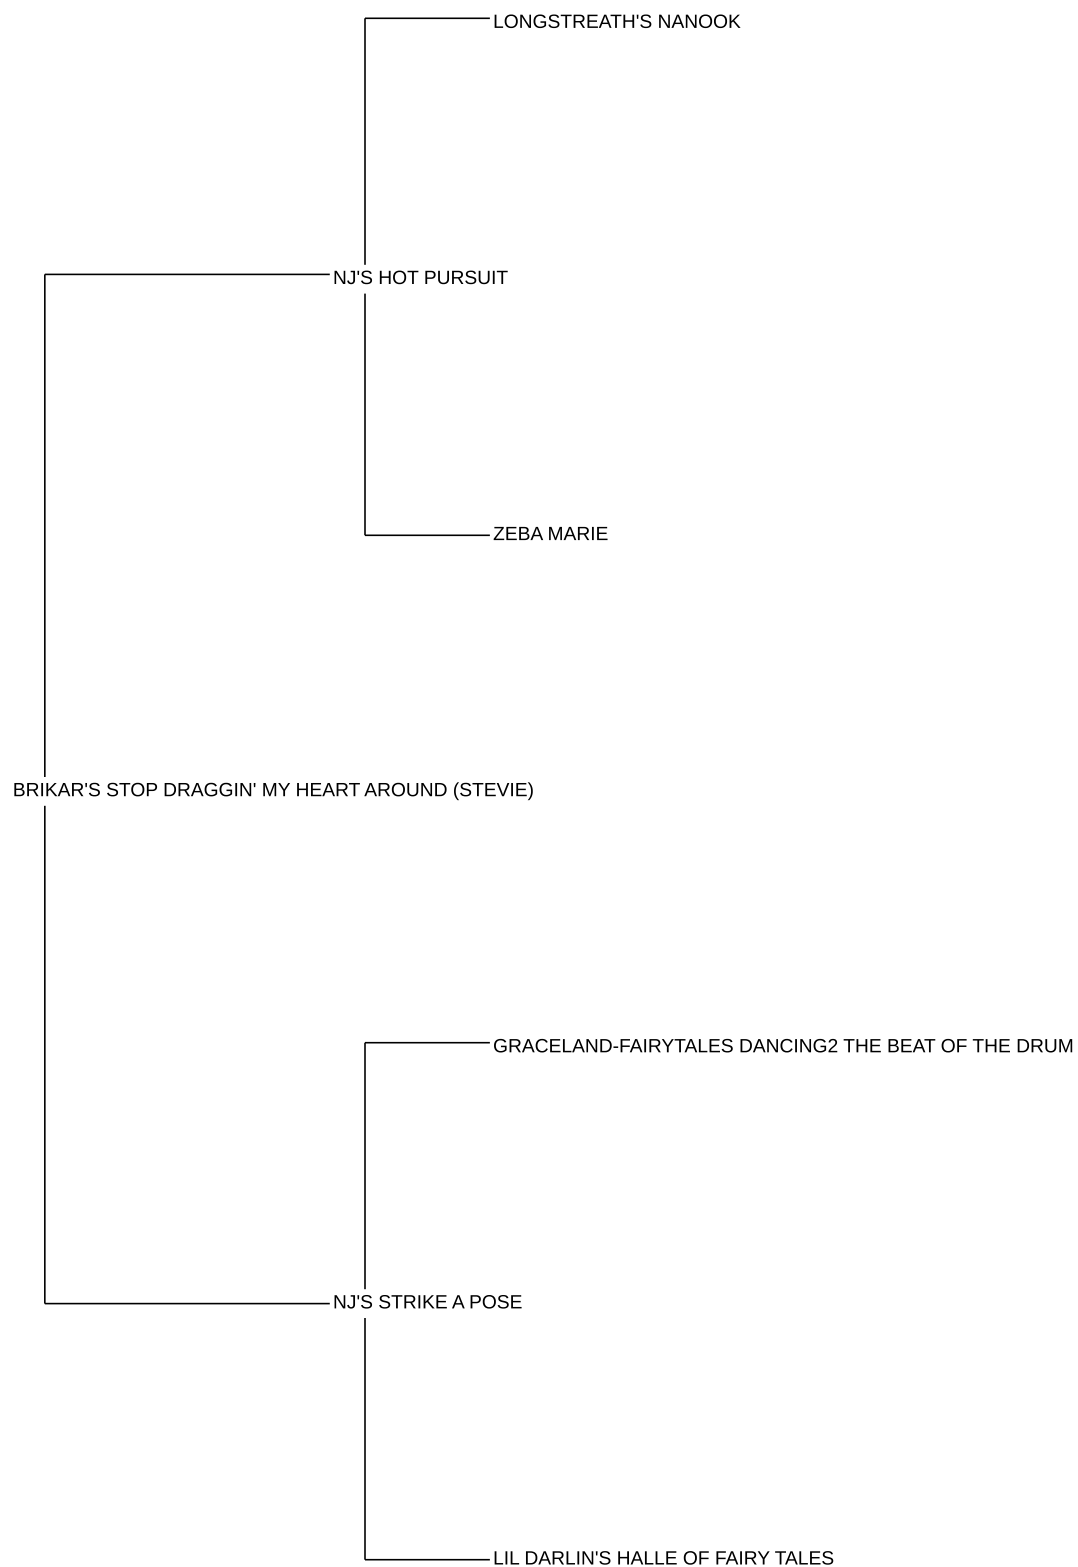 LONGSTREATH'S NANOOK
NJ'S HOT PURSUIT
ZEBA MARIE
BRIKAR'S STOP DRAGGIN' MY HEART AROUND (STEVIE)
GRACELAND-FAIRYTALES DANCING2 THE BEAT OF THE DRUM
NJ'S STRIKE A POSE
LIL DARLIN'S HALLE OF FAIRY TALES